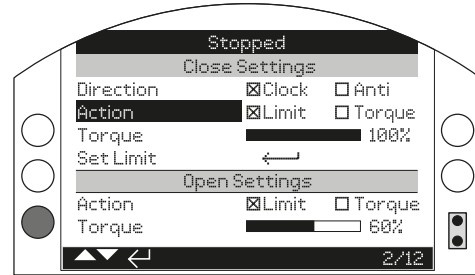 Stopped
Close Settings
Direction ☒Clock ☐Anti
Action ☒Limit ☐Torque
Torque 100%
Set Limit
Open Settings
Action ☒Limit ☐Torque
Torque 60%
2/12